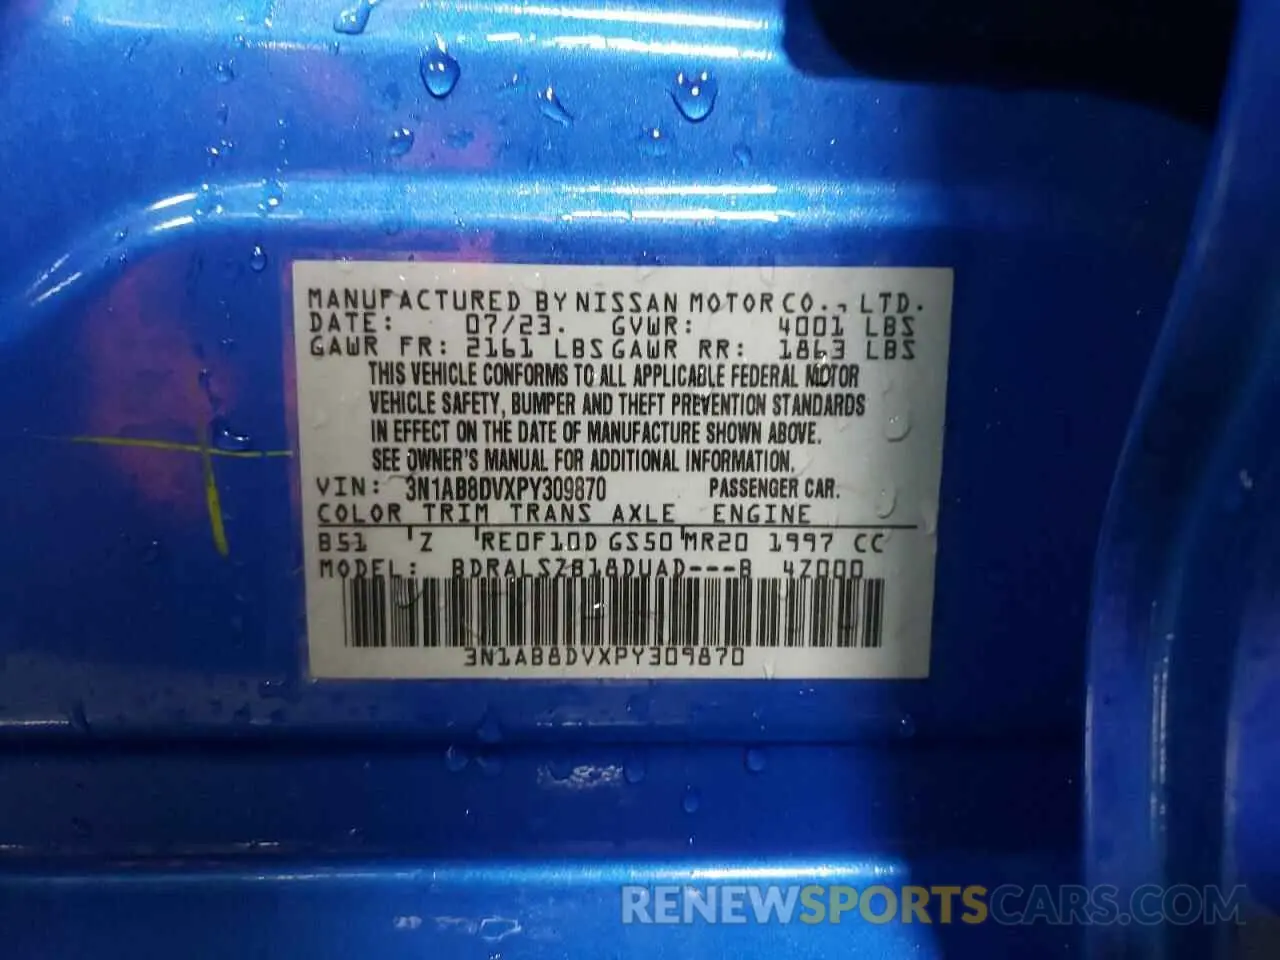 MANUFACTURED BY NISSAN MOTOR CO., LTD.
DATE: 07/23. GVWR: 4001 LBS
GAWR FR: 2161 LBS GAWR RR: 1863 LBS
THIS VEHICLE CONFORMS TO ALL APPLICABLE FEDERAL MOTOR
VEHICLE SAFETY, BUMPER AND THEFT PREVENTION STANDARDS
IN EFFECT ON THE DATE OF MANUFACTURE SHOWN ABOVE.
SEE OWNER'S MANUAL FOR ADDITIONAL INFORMATION.
VIN: 3N1AB8DVXPY309870 PASSENGER CAR.
COLOR TRIM TRANS AXLE ENGINE
B51 Z RE0F10D GS50 MR20 1997 CC
MODEL: BDRALSZB18DUAD---B 4Z000
3N1AB8DVXPY309870
RENEWSPORTSCARS.COM